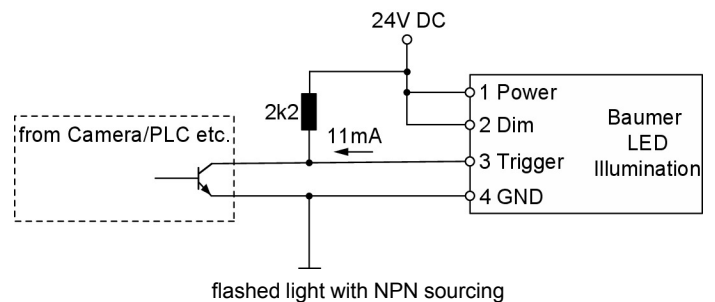 24V DC
2k2
from Camera/PLC etc.
11mA
1 Power
2 Dim
3 Trigger
4 GND
Baumer
LED
Illumination
flashed light with NPN sourcing